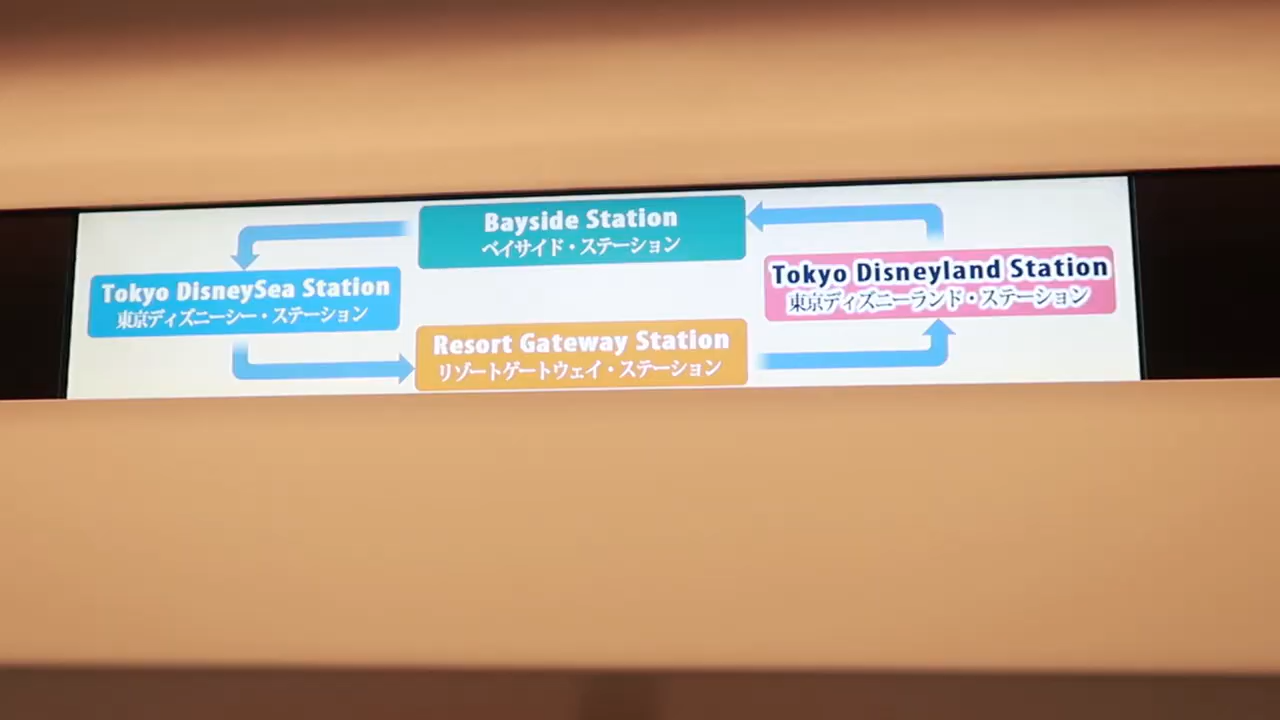 Bayside Station
ベイサイド・ステーション
Tokyo DisneySea Station
東京ディズニーシー・ステーション
Tokyo Disneyland Station
東京ディズニーランド・ステーション
Resort Gateway Station
リゾートゲートウェイ・ステーション